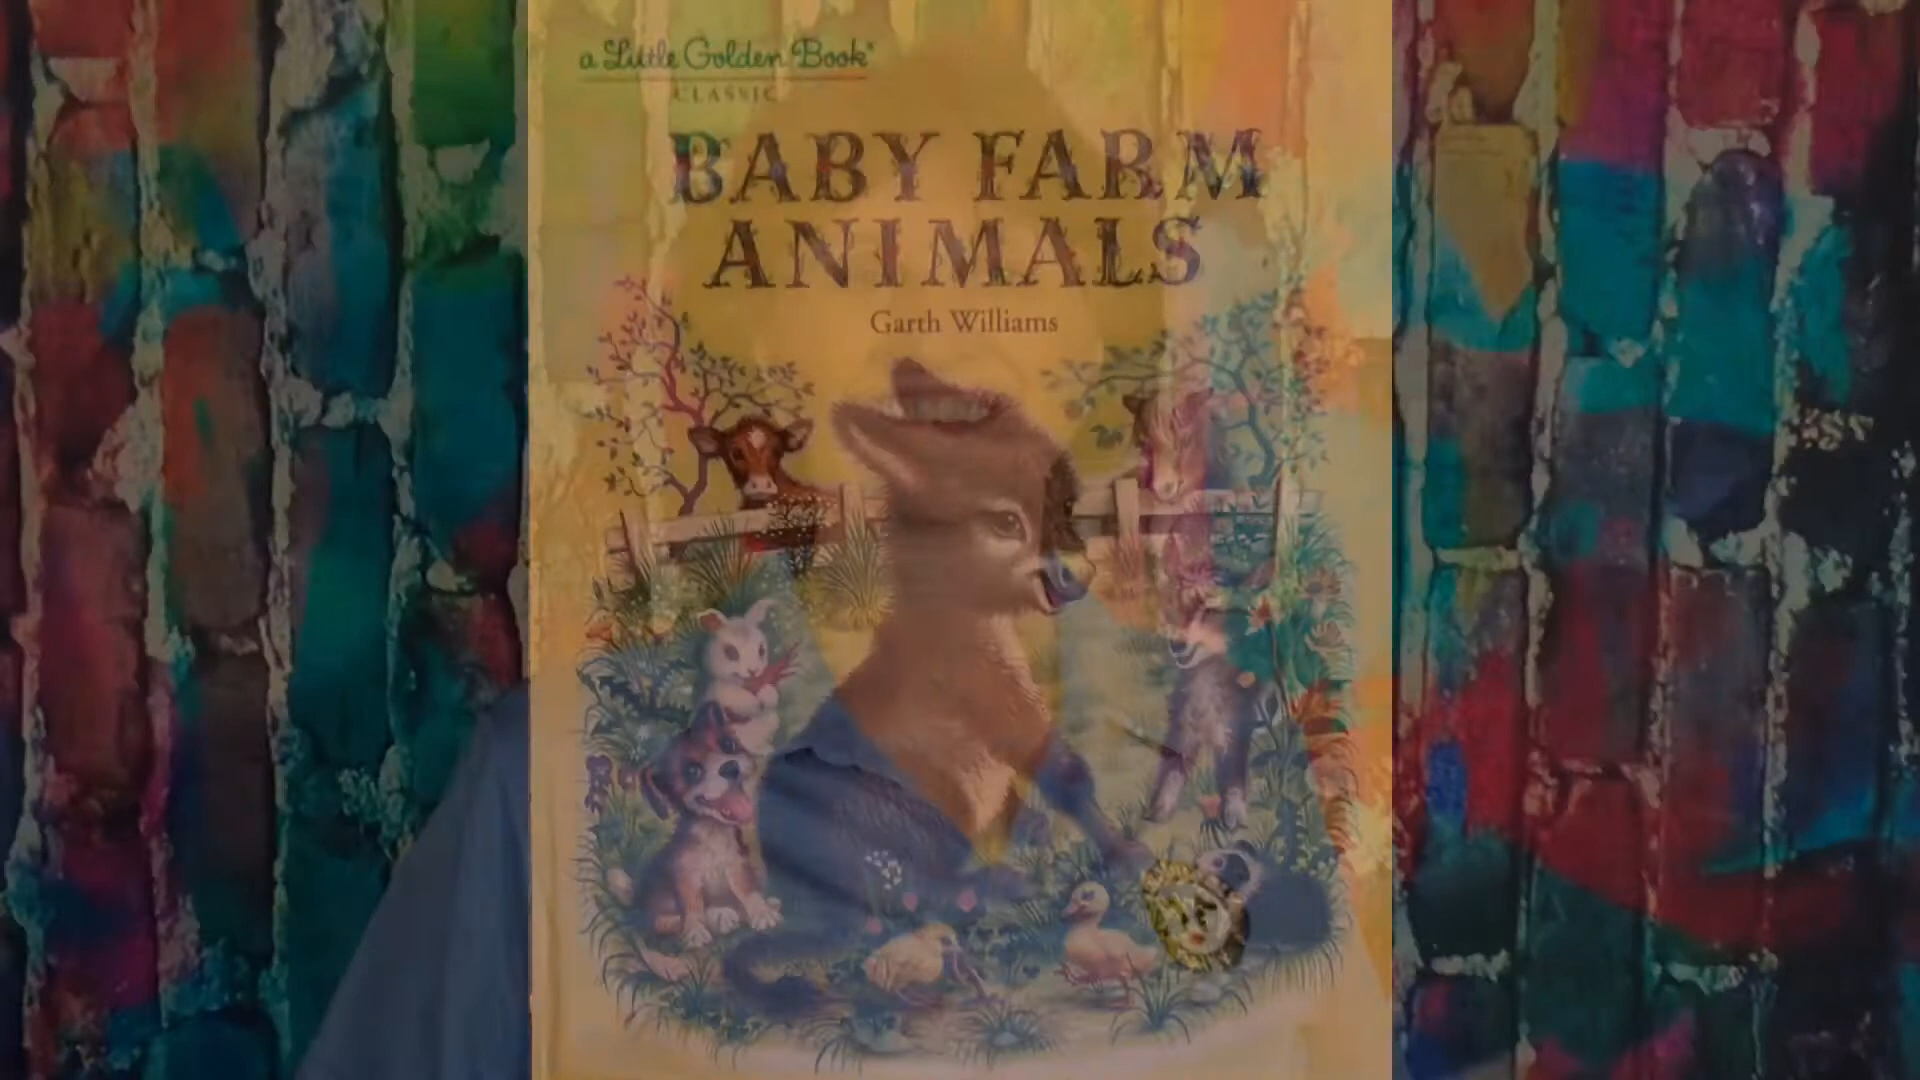 a Little Golden Book®
CLASSIC
BABY FARM
ANIMALS
Garth Williams